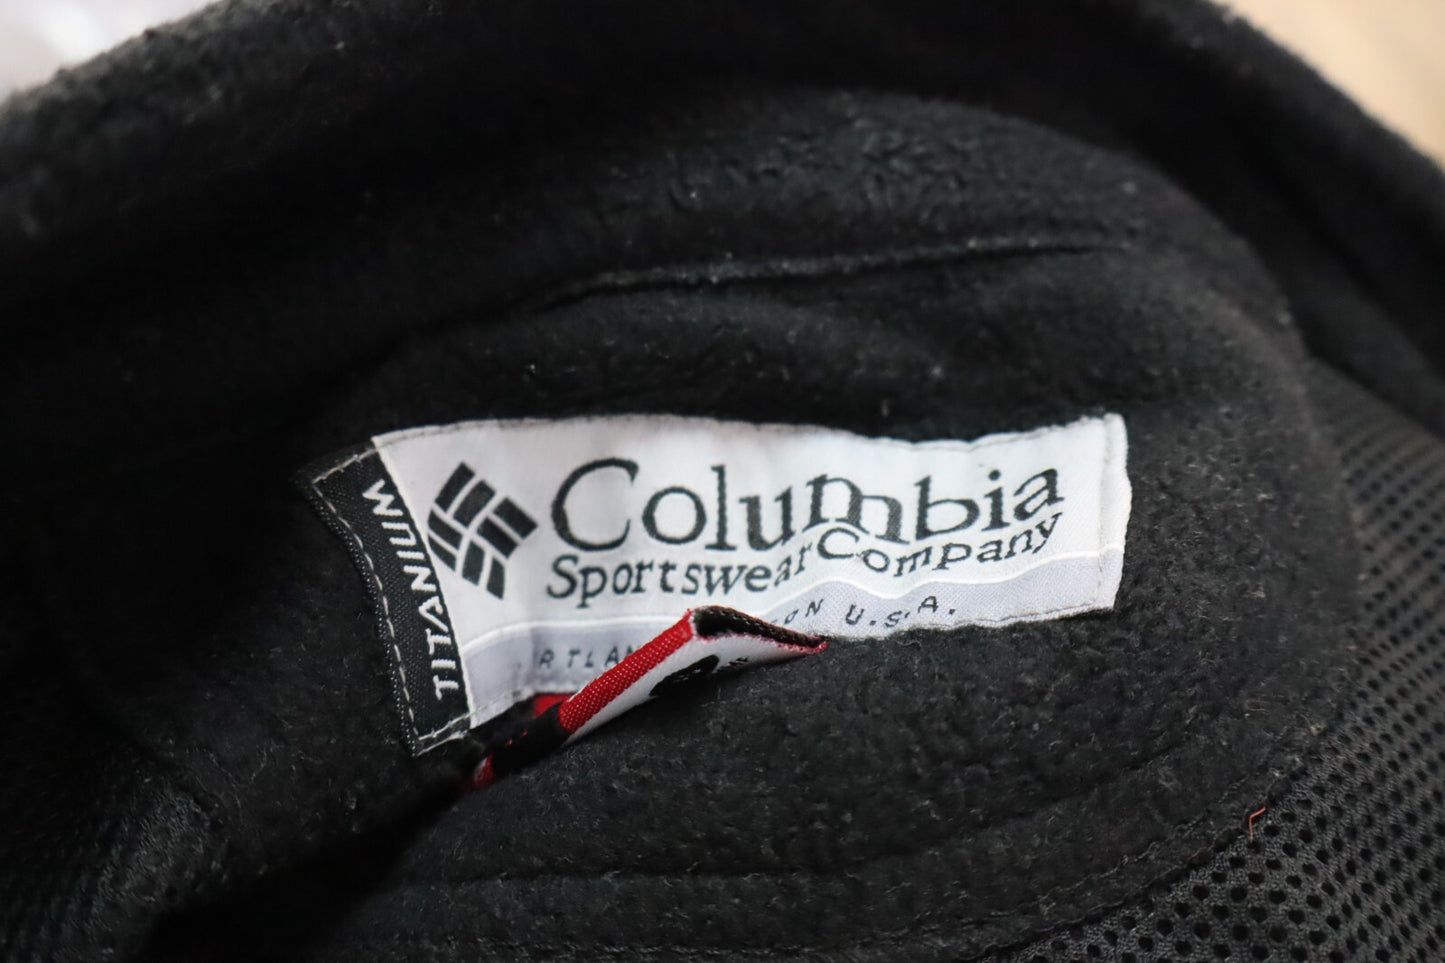 TITANIUM
Columbia
Sportswear Company
U.S.A.